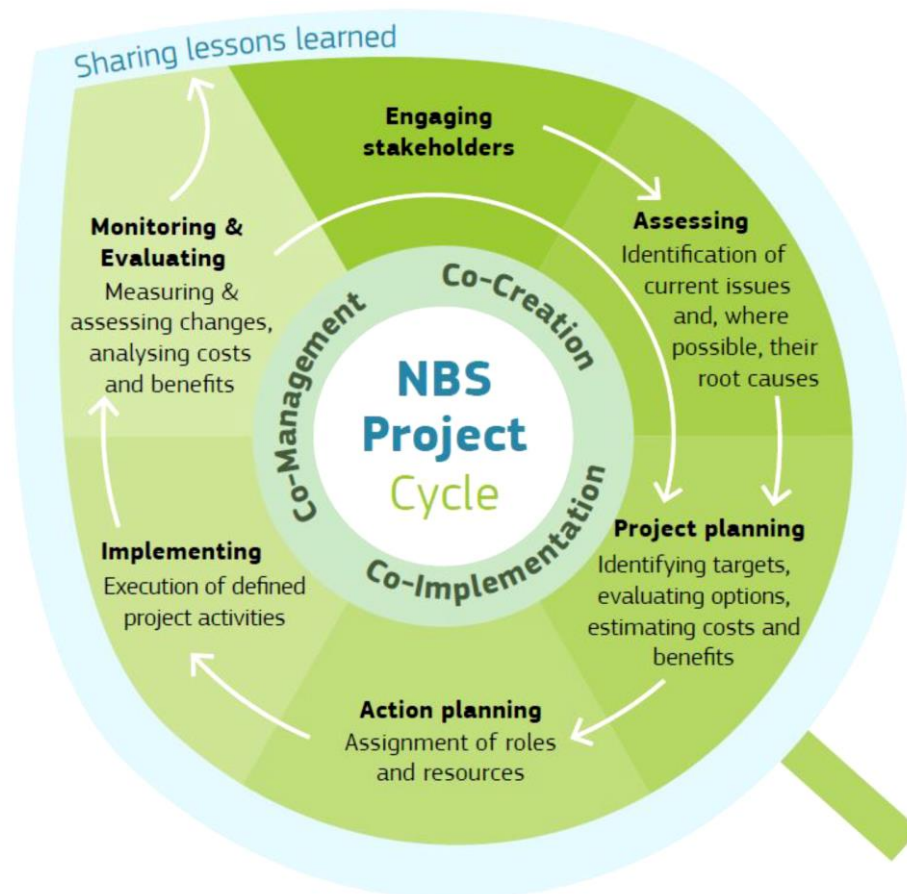 Sharing lessons learned
Engaging
stakeholders
Assessing
Identification of
current issues
and, where
possible, their
root causes
Project planning
Identifying targets,
evaluating options,
estimating costs and
benefits
Action planning
Assignment of roles
and resources
Implementing
Execution of defined
project activities
Monitoring &
Evaluating
Measuring &
assessing changes,
analysing costs
and benefits
Co-Creation
Co-Implementation
Co-Management
NBS
Project
Cycle